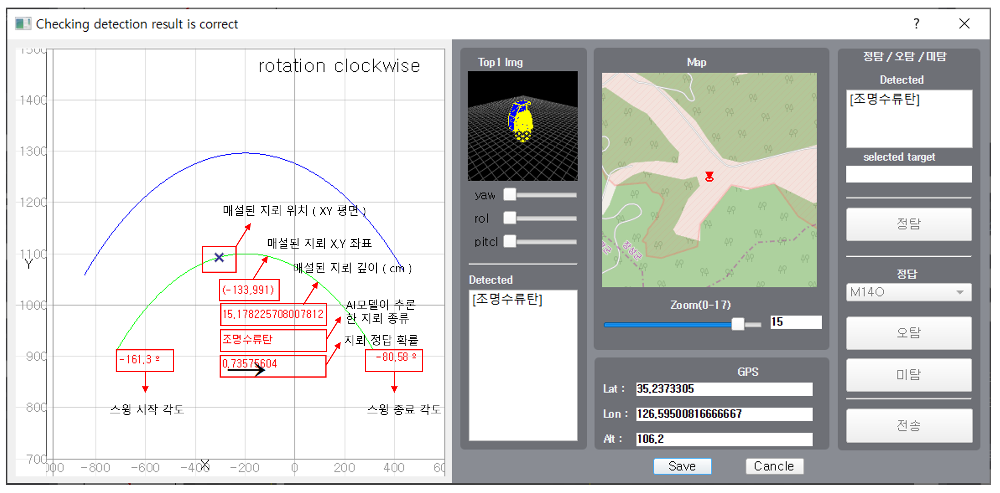 Checking detection result is correct
?
rotation clockwise
1400
1300
1200
1100
1000
900
800
700
Y
매설된 지뢰 위치 ( XY 평면 )
매설된 지뢰 X,Y 좌표
매설된 지뢰 깊이 ( cm )
(-133,991)
15,178225708007812
AI모델이 추론
한 지뢰 종류
조명수류탄
지뢰 정답 확률
0,73575604
-161,3 º
-80,58 º
스윙 시작 각도
스윙 종료 각도
-800 -600 -400 -200 0 200 400
X
Top1 Img
yaw
rol
pitcl
Detected
[조명수류탄]
Map
장성군
Zoom(0-17)
15
GPS
Lat : 35,2373305
Lon : 126,59500816666667
Alt : 106,2
Save
Cancle
정탐 / 오탐 / 미탐
Detected
[조명수류탄]
selected target
정탐
정답
M14O
오탐
미탐
전송